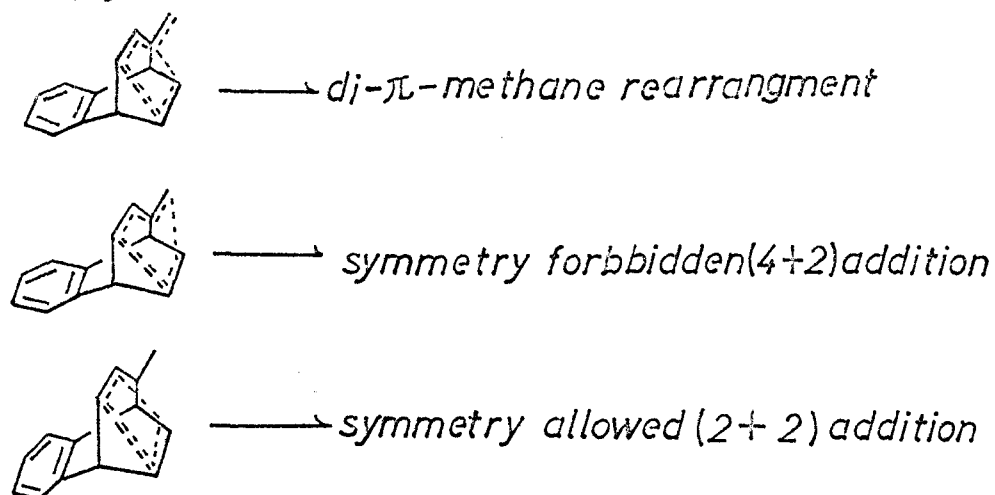 di-π-methane rearrangment
symmetry forbbidden(4+2)addition
symmetry allowed (2+ 2) addition